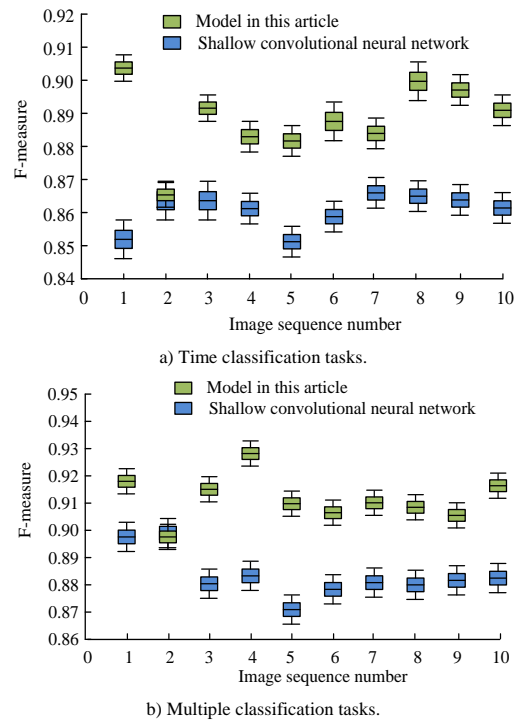 Model in this article
Shallow convolutional neural network
F-measure
0.92
0.91
0.90
0.89
0.88
0.87
0.86
0.85
0.84
0 1 2 3 4 5 6 7 8 9 10
Image sequence number
a) Time classification tasks.
Model in this article
Shallow convolutional neural network
F-measure
0.95
0.94
0.93
0.91
0.90
0.88
0.87
0.86
0 1 2 3 4 5 6 7 8 9 10
Image sequence number
b) Multiple classification tasks.